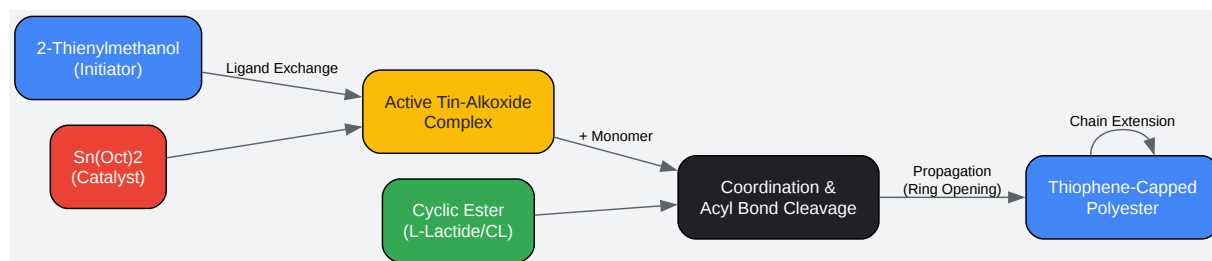 2-Thienylmethanol
(Initiator)
Ligand Exchange
Sn(Oct)2
(Catalyst)
Active Tin-Alkoxide
Complex
+ Monomer
Cyclic Ester
(L-Lactide/CL)
Coordination &
Acyl Bond Cleavage
Propagation
(Ring Opening)
Chain Extension
Thiophene-Capped
Polyester